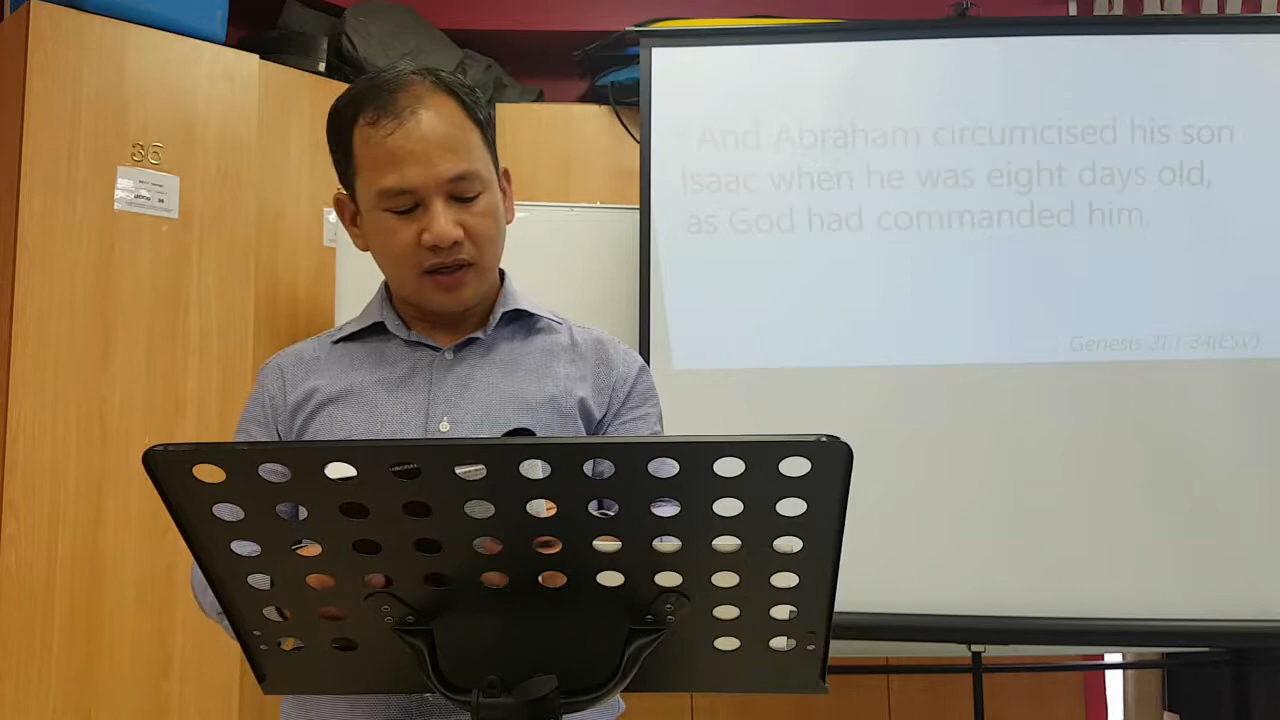 36
36
And Abraham circumcised his son
Isaac when he was eight days old,
as God had commanded him.
Genesis 21:1-34(ESV)